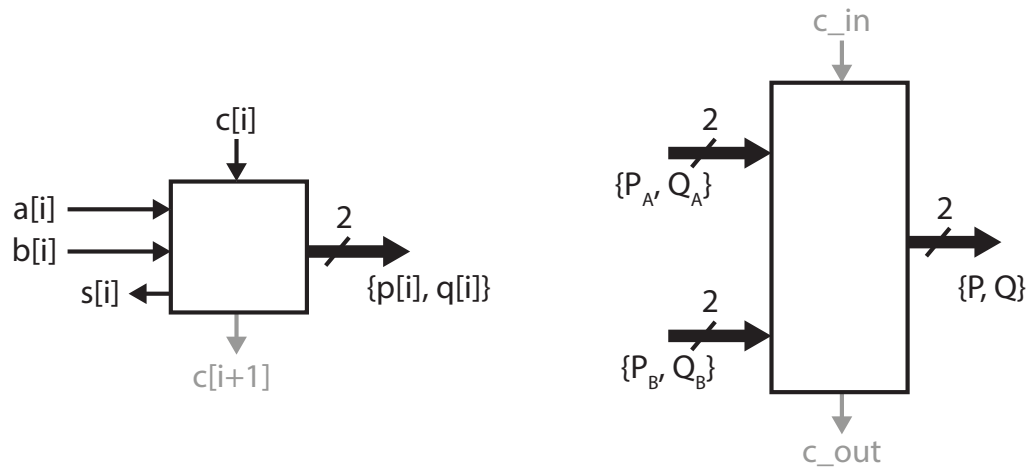 c[i]
a[i]
b[i]
s[i]
2
{p[i], q[i]}
c[i+1]
c_in
2
{P_A, Q_A}
2
{P_B, Q_B}
2
{P, Q}
c_out